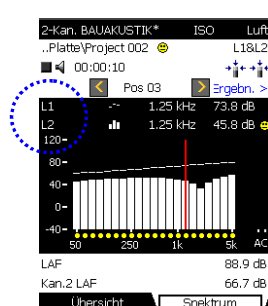 2-Kan. BAUAKUSTIK* ISO Luft
..Platte\Project 002 L1&L2
00:00:10
< Pos 03 > Ergebn. >
L1 1.25 kHz 73.8 dB
L2 1.25 kHz 45.8 dB
120-
80-
40-
0-
-40-
50 250 1k 5k AC
LAF 88.9 dB
Kan.2 LAF 66.7 dB
Übersicht Spektrum